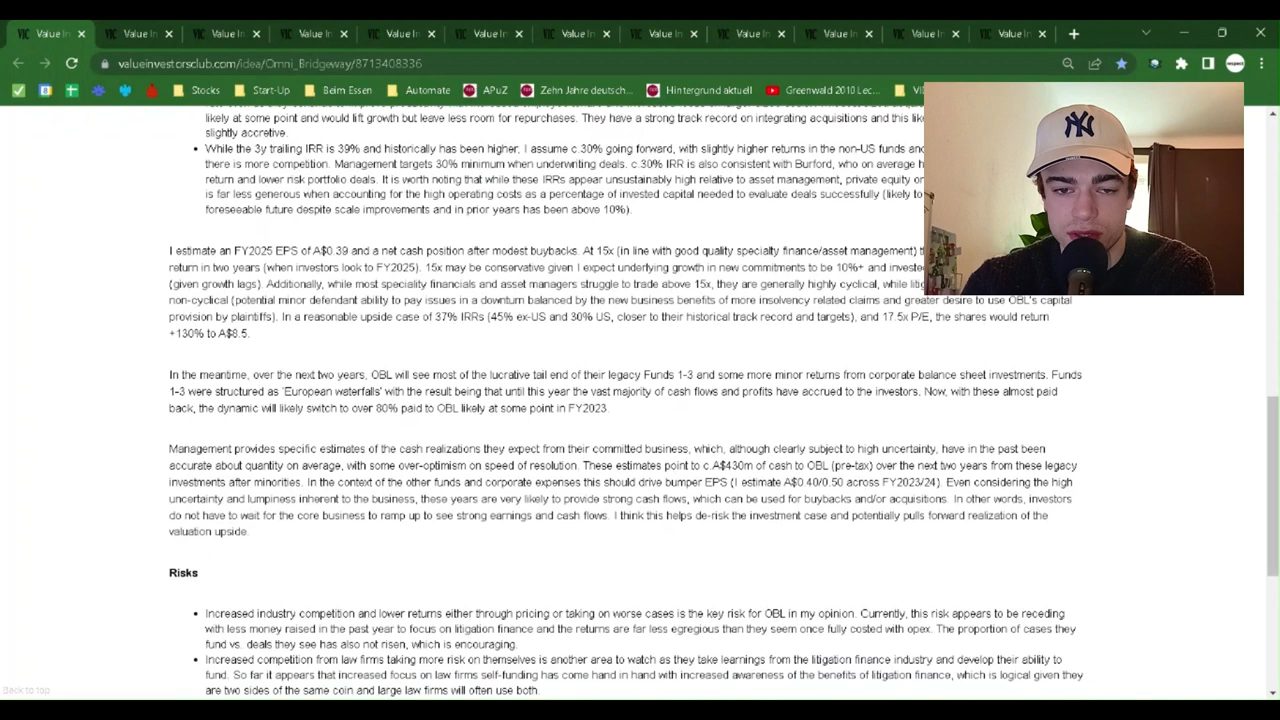 Value In
Value In
Value In
Value In
Value In
Value In
Value In
Value In
Value In
Value In
Value In
Value In
valueinvestorsclub.com/idea/Omni_Bridgeway/8713408336
Stocks
Start-Up
Beim Essen
Automate
APuZ
Zehn Jahre deutsch...
Hintergrund aktuell
Greenwald 2010 Lec...
likely at some point and would lift growth but leave less room for repurchases. They have a strong track record on integrating acquisitions and this
slightly accretive.
While the 3y trailing IRR is 39% and historically has been higher, I assume c.30% going forward, with slightly higher returns in the non-US funds
there is more competition. Management targets 30% minimum when underwriting deals. c.30% IRR is also consistent with Burford, who on average
return and lower risk portfolio deals. It is worth noting that while these IRRs appear unsustainably high relative to asset management, private equity
is far less generous when accounting for the high operating costs as a percentage of invested capital needed to evaluate deals successfully (likely to
foreseeable future despite scale improvements and in prior years has been above 10%).
I estimate an FY2025 EPS of A$0.39 and a net cash position after modest buybacks. At 15x (in line with good quality specialty finance/asset management)
return in two years (when investors look to FY2025). 15x may be conservative given I expect underlying growth in new commitments to be 10%+ and
(given growth lags). Additionally, while most specialty financials and asset managers struggle to trade above 15x, they are generally highly cyclical, while
non-cyclical (potential minor defendant ability to pay issues in a downturn balanced by the new business benefits of more insolvency related claims and greater desire to use OBL's capital
provision by plaintiffs). In a reasonable upside case of 37% IRRs (45% ex-US and 30% US, closer to their historical track record and targets), and 17.5x P/E, the shares would return
+130% to A$8.5.
In the meantime, over the next two years, OBL will see most of the lucrative tail end of their legacy Funds 1-3 and some more minor returns from corporate balance sheet investments. Funds
1-3 were structured as 'European waterfalls' with the result being that until this year the vast majority of cash flows and profits have accrued to the investors. Now, with these almost paid
back, the dynamic will likely switch to over 80% paid to OBL likely at some point in FY2023.
Management provides specific estimates of the cash realizations they expect from their committed business, which, although clearly subject to high uncertainty, have in the past been
accurate about quantity on average, with some over-optimism on speed of resolution. These estimates point to c.A$430m of cash to OBL (pre-tax) over the next two years from these legacy
investments after minorities. In the context of the other funds and corporate expenses this should drive bumper EPS (I estimate A$0.40/0.50 across FY2023/24). Even considering the high
uncertainty and lumpiness inherent to the business, these years are very likely to provide strong cash flows, which can be used for buybacks and/or acquisitions. In other words, investors
do not have to wait for the core business to ramp up to see strong earnings and cash flows. I think this helps de-risk the investment case and potentially pulls forward realization of the
valuation upside.
Risks
Increased industry competition and lower returns either through pricing or taking on worse cases is the key risk for OBL in my opinion. Currently, this risk appears to be receding
with less money raised in the past year to focus on litigation finance and the returns are far less egregious than they seem once fully costed with opex. The proportion of cases they
fund vs. deals they see has also not risen, which is encouraging.
Increased competition from law firms taking more risk on themselves is another area to watch as they take learnings from the litigation finance industry and develop their ability to
fund. So far it appears that increased focus on law firms self-funding has come hand in hand with increased awareness of the benefits of litigation finance, which is logical given they
are two sides of the same coin and large law firms will often use both.
Back to top